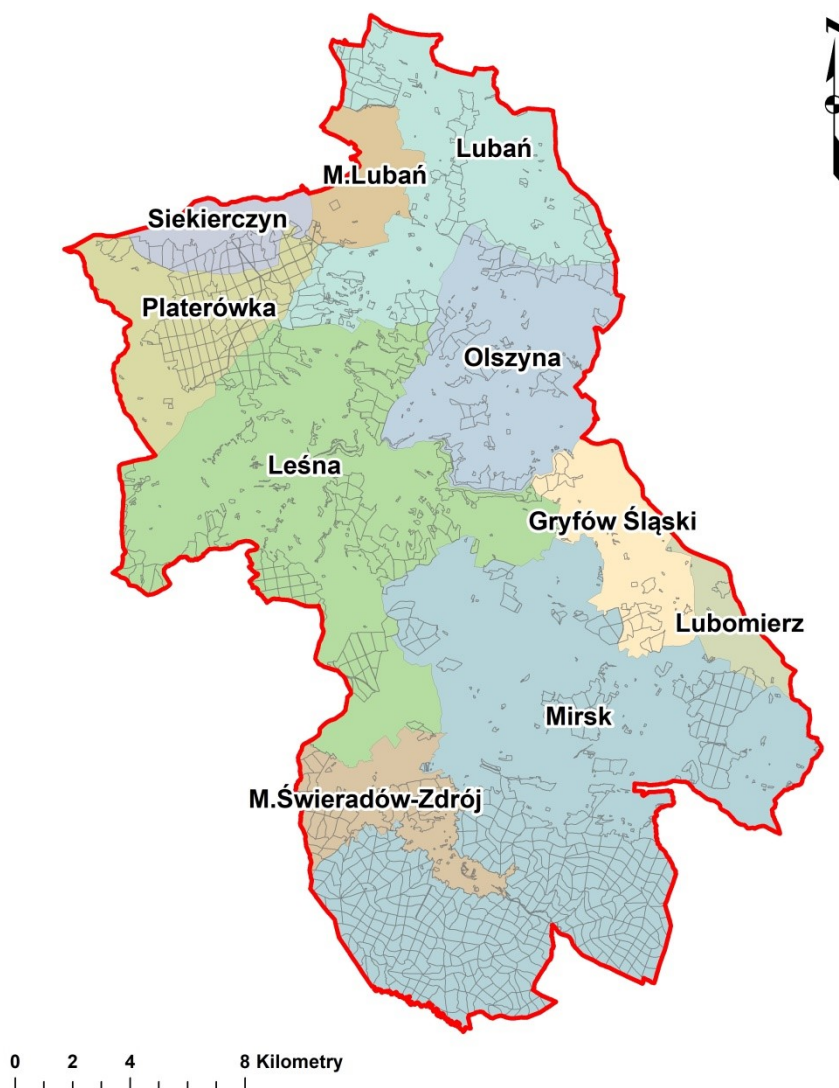 Lubań
M.Lubań
Siekierczyn
Platerówka
Olszyna
Leśna
Gryfów Śląski
Lubomierz
Mirsk
M.Świeradów-Zdrój
0 2 4 8 Kilometry